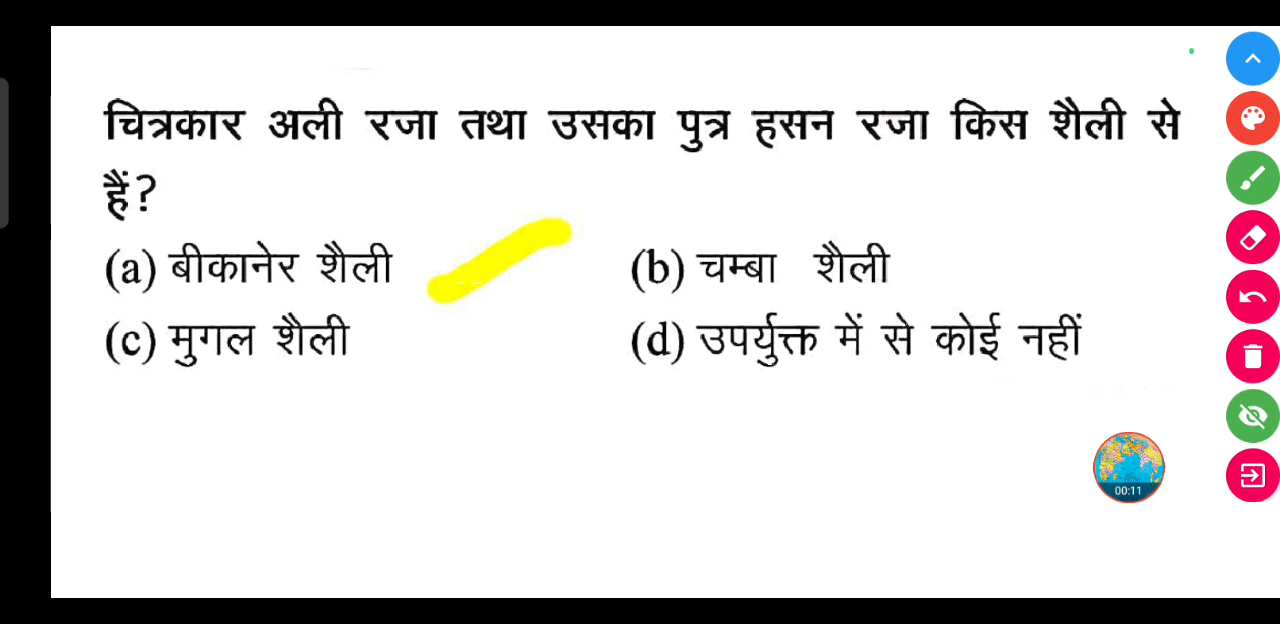 चित्रकार अली रजा तथा उसका पुत्र हसन रजा किस शैली से
हैं?
(a) बीकानेर शैली (b) चम्बा शैली
(c) मुगल शैली (d) उपर्युक्त में से कोई नहीं
00:11